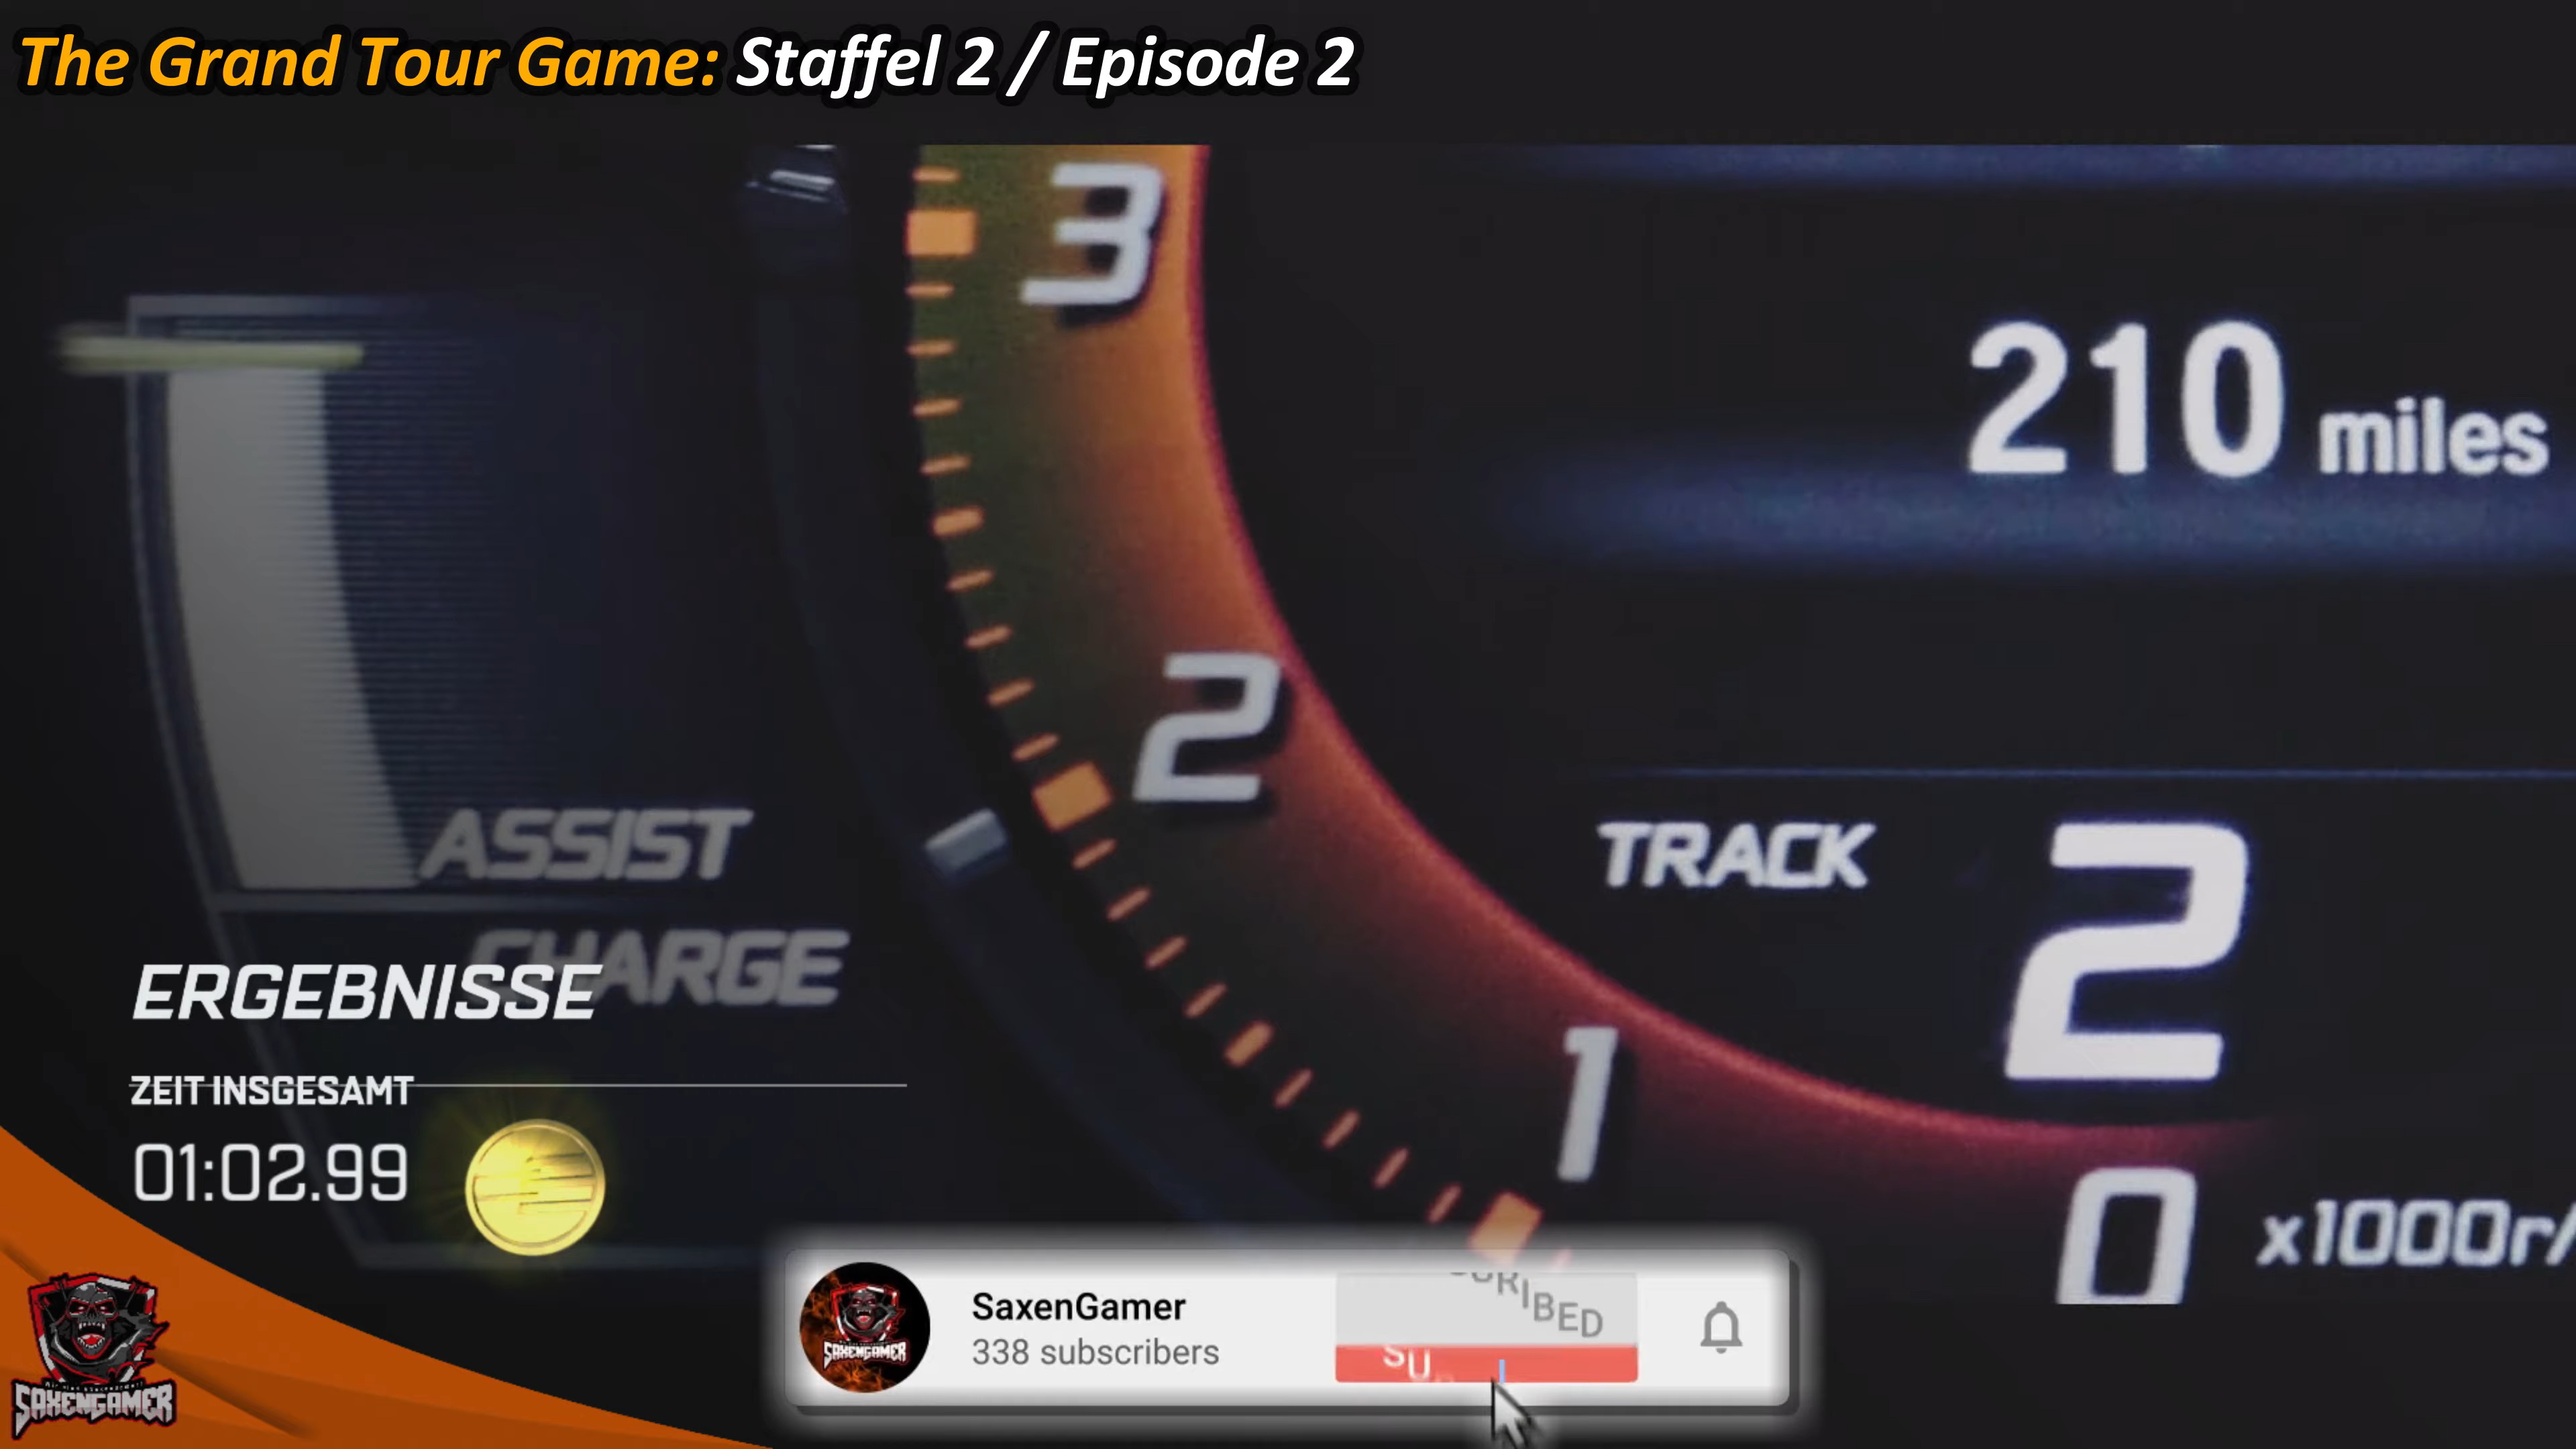 The Grand Tour Game: Staffel 2 / Episode 2
3
210 miles
2
ASSIST
TRACK
2
CHARGE
ERGEBNISSE
1
ZEIT INSGESAMT
01:02.99
0 x1000r/
SaxenGamer
338 subscribers
SAXENGAMER
SAXENGAMER